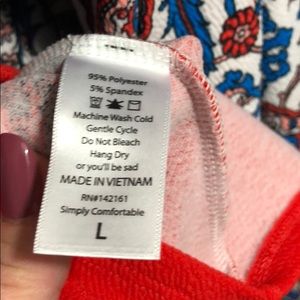 95% Polyester
5% Spandex
Machine Wash Cold
Gentle Cycle
Do Not Bleach
Hang Dry
or you'll be sad
MADE IN VIETNAM
RN#142161
Simply Comfortable
L